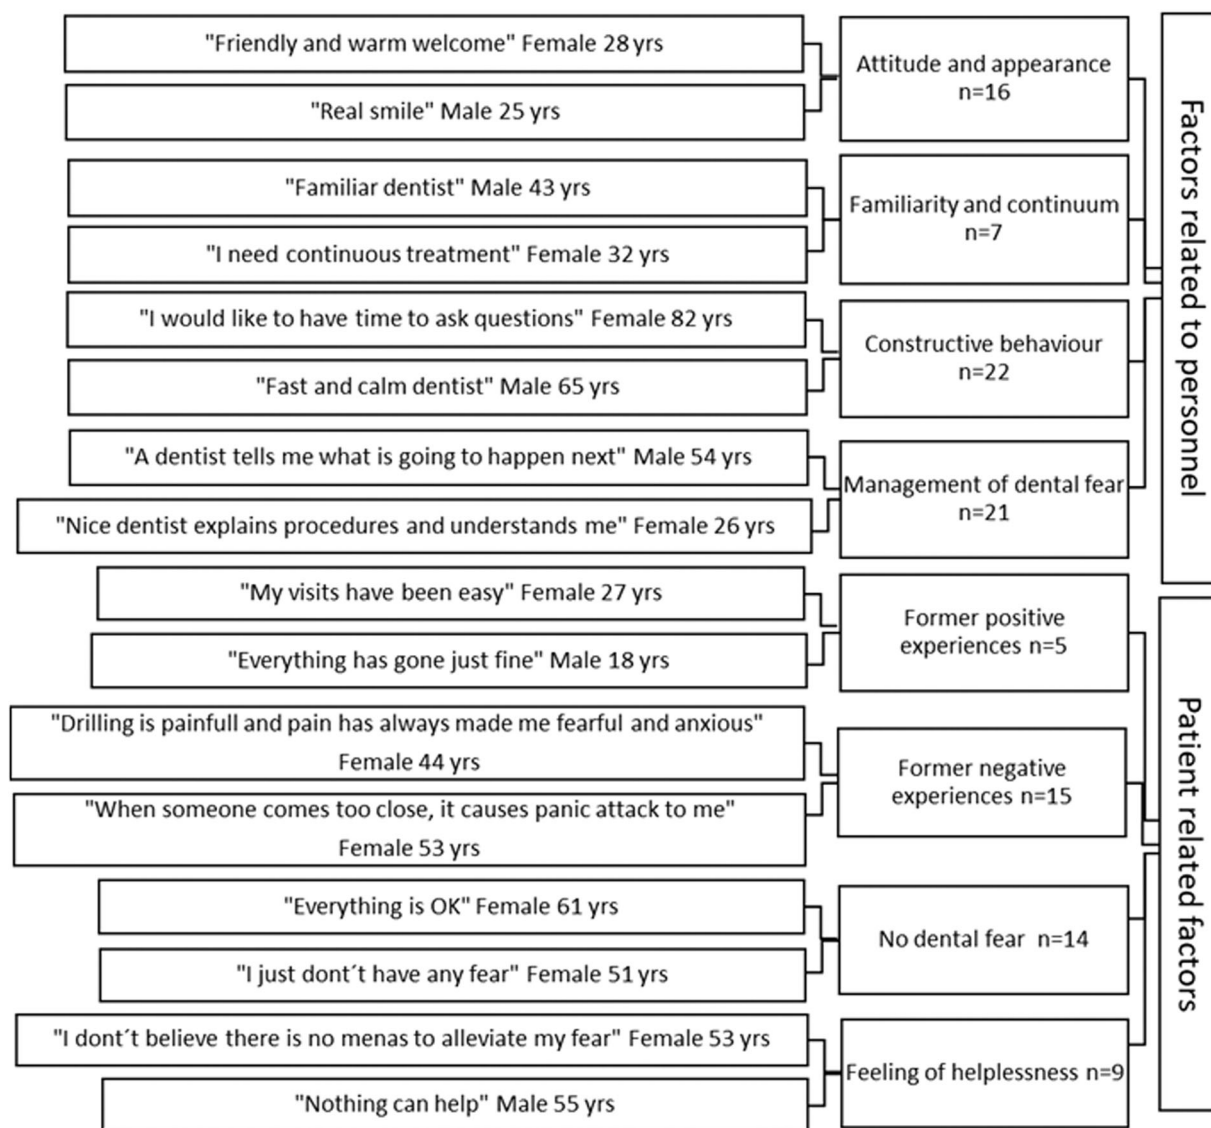 "Friendly and warm welcome" Female 28 yrs
"Real smile" Male 25 yrs
Attitude and appearance
n=16
"Familiar dentist" Male 43 yrs
"I need continuous treatment" Female 32 yrs
Familiarity and continuum
n=7
"I would like to have time to ask questions" Female 82 yrs
"Fast and calm dentist" Male 65 yrs
Constructive behaviour
n=22
"A dentist tells me what is going to happen next" Male 54 yrs
"Nice dentist explains procedures and understands me" Female 26 yrs
Management of dental fear
n=21
Factors related to personnel
"My visits have been easy" Female 27 yrs
"Everything has gone just fine" Male 18 yrs
Former positive
experiences n=5
"Drilling is painfull and pain has always made me fearful and anxious"
Female 44 yrs
"When someone comes too close, it causes panic attack to me"
Female 53 yrs
Former negative
experiences n=15
"Everything is OK" Female 61 yrs
"I just dont´t have any fear" Female 51 yrs
No dental fear n=14
"I dont´t believe there is no menas to alleviate my fear" Female 53 yrs
"Nothing can help" Male 55 yrs
Feeling of helplessness n=9
Patient related factors